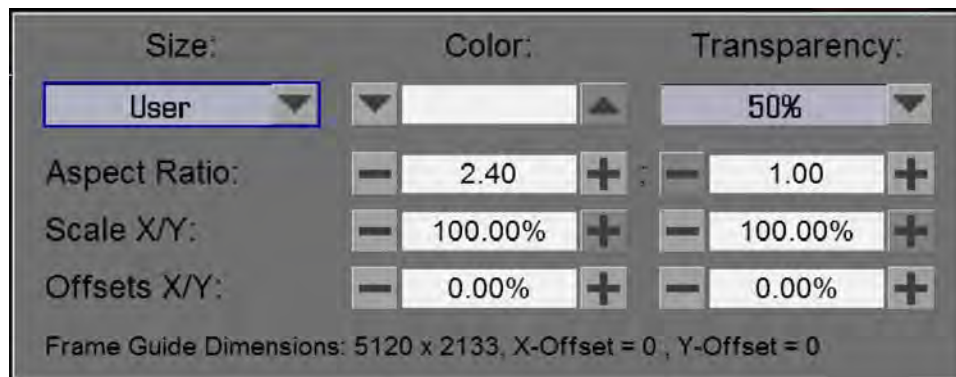 Size: Color: Transparency:
User 50%
Aspect Ratio: 2.40 : 1.00
Scale X/Y: 100.00% 100.00%
Offsets X/Y: 0.00% 0.00%
Frame Guide Dimensions: 5120 x 2133, X-Offset = 0 , Y-Offset = 0